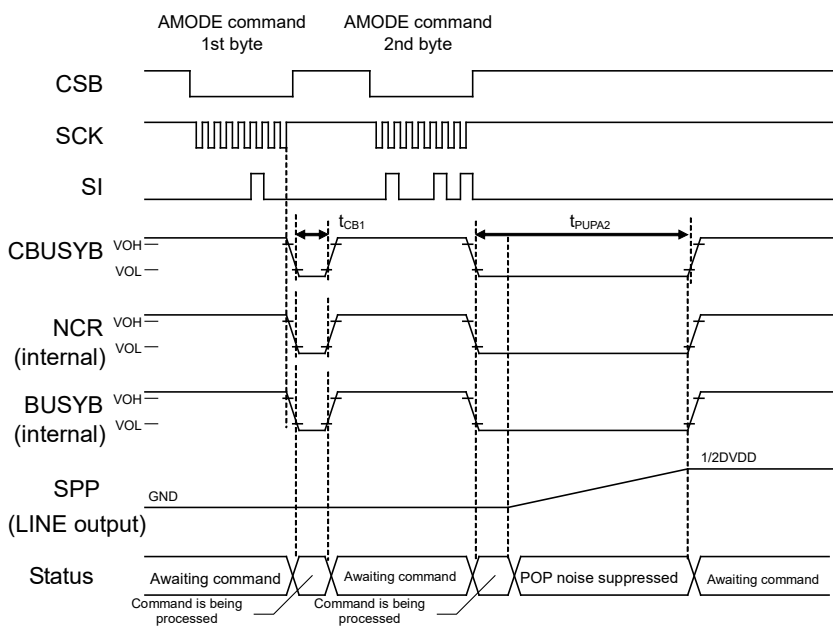 AMODE command
1st byte
AMODE command
2nd byte
CSB
SCK
SI
tCB1
tPUPA2
CBUSYB
VOH
VOL
NCR
(internal)
VOH
VOL
BUSYB
(internal)
VOH
VOL
SPP
(LINE output)
GND
1/2DVDD
Status
Awaiting command
Awaiting command
POP noise suppressed
Awaiting command
Command is being
processed
Command is being
processed